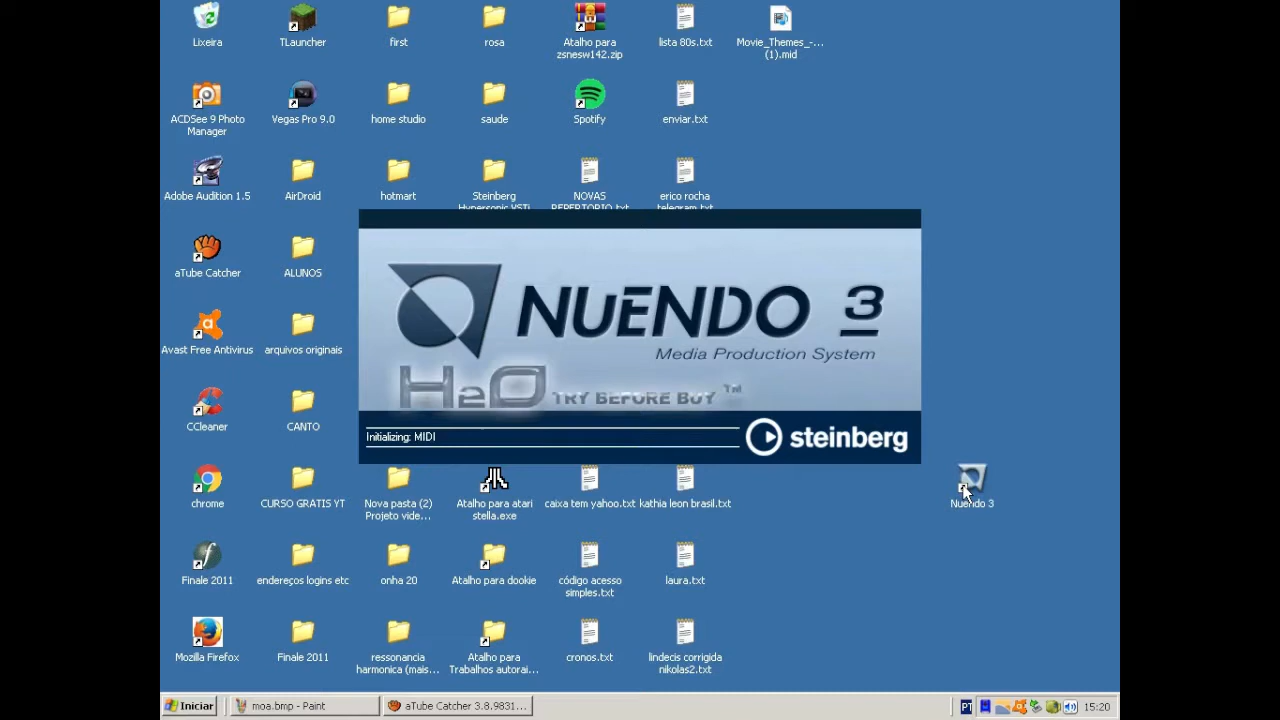 Lixeira
TLauncher
first
rosa
Atalho para
zsnesw142.zip
lista 80s.txt
Movie_Themes_-...
(1).mid
ACDSee 9 Photo
Manager
Vegas Pro 9.0
home studio
saude
Spotify
enviar.txt
Adobe Audition 1.5
AirDroid
hotmart
Steinberg
Hypersonic VSTi
NOVAS
REPERTORIO.txt
erico rocha
telegram.txt
aTube Catcher
ALUNOS
Avast Free Antivirus
arquivos originais
CCleaner
CANTO
NUENDO 3
Media Production System
H2O TRY BEFORE BUY ™
Initializing: MIDI
steinberg
chrome
CURSO GRATIS YT
Nova pasta (2)
Projeto vide...
Atalho para atari
stella.exe
caixa tem yahoo.txt
kathia leon brasil.txt
Nuendo 3
Finale 2011
endereços logins etc
onha 20
Atalho para dookie
código acesso
simples.txt
laura.txt
Mozilla Firefox
Finale 2011
ressonancia
harmonica (mais...
Atalho para
Trabalhos autorai...
cronos.txt
lindecis corrigida
nikolas2.txt
Iniciar
moa.bmp - Paint
aTube Catcher 3.8.9831...
PT
15:20